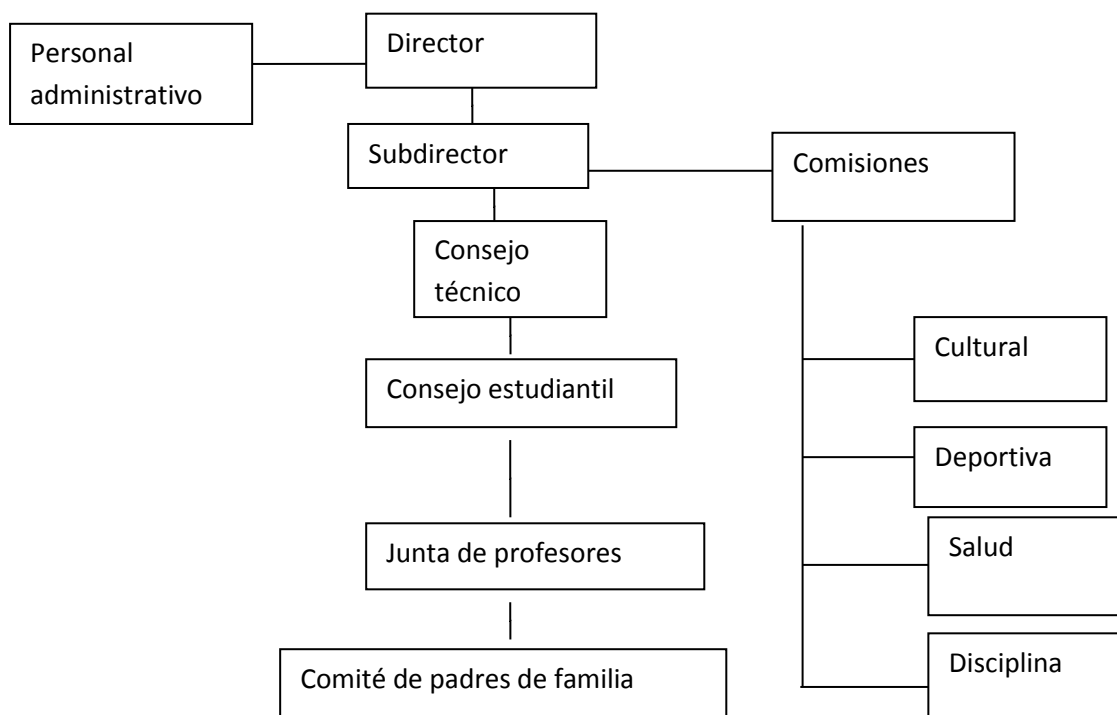 Personal
administrativo
Director
Subdirector
Comisiones
Consejo
técnico
Cultural
Consejo estudiantil
Deportiva
Junta de profesores
Salud
Disciplina
Comité de padres de familia